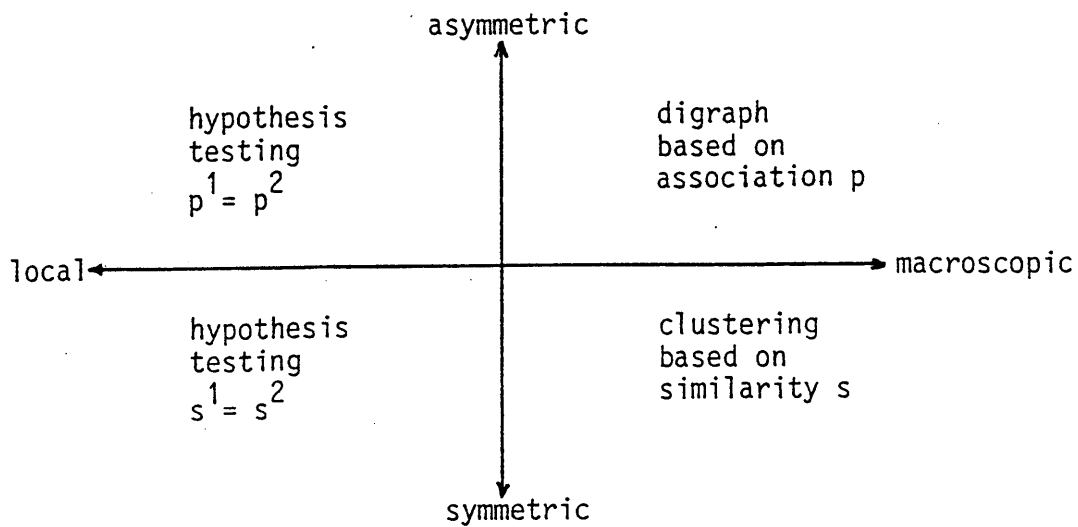 asymmetric
hypothesis
testing
p¹ = p²
digraph
based on
association p
local
macroscopic
hypothesis
testing
s¹ = s²
clustering
based on
similarity s
symmetric